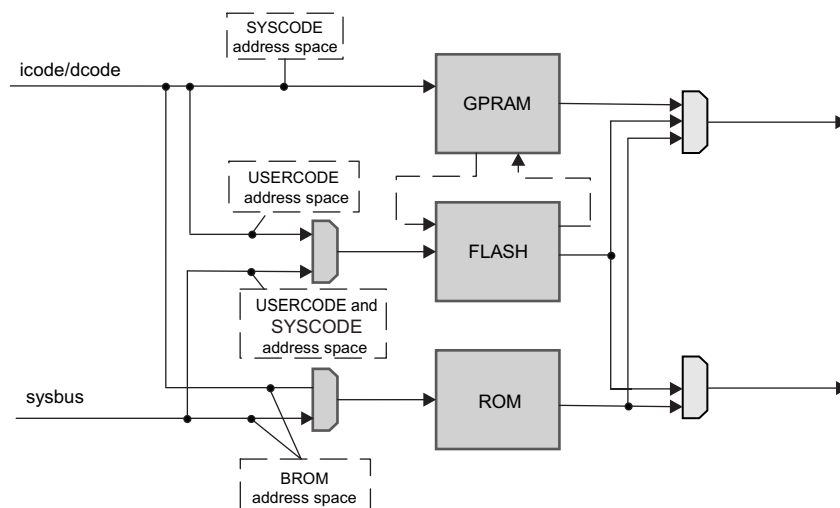 SYSCODE
address space
icode/dcode
GPRAM
USERCODE
address space
FLASH
USERCODE and
SYSCODE
address space
sysbus
ROM
BROM
address space